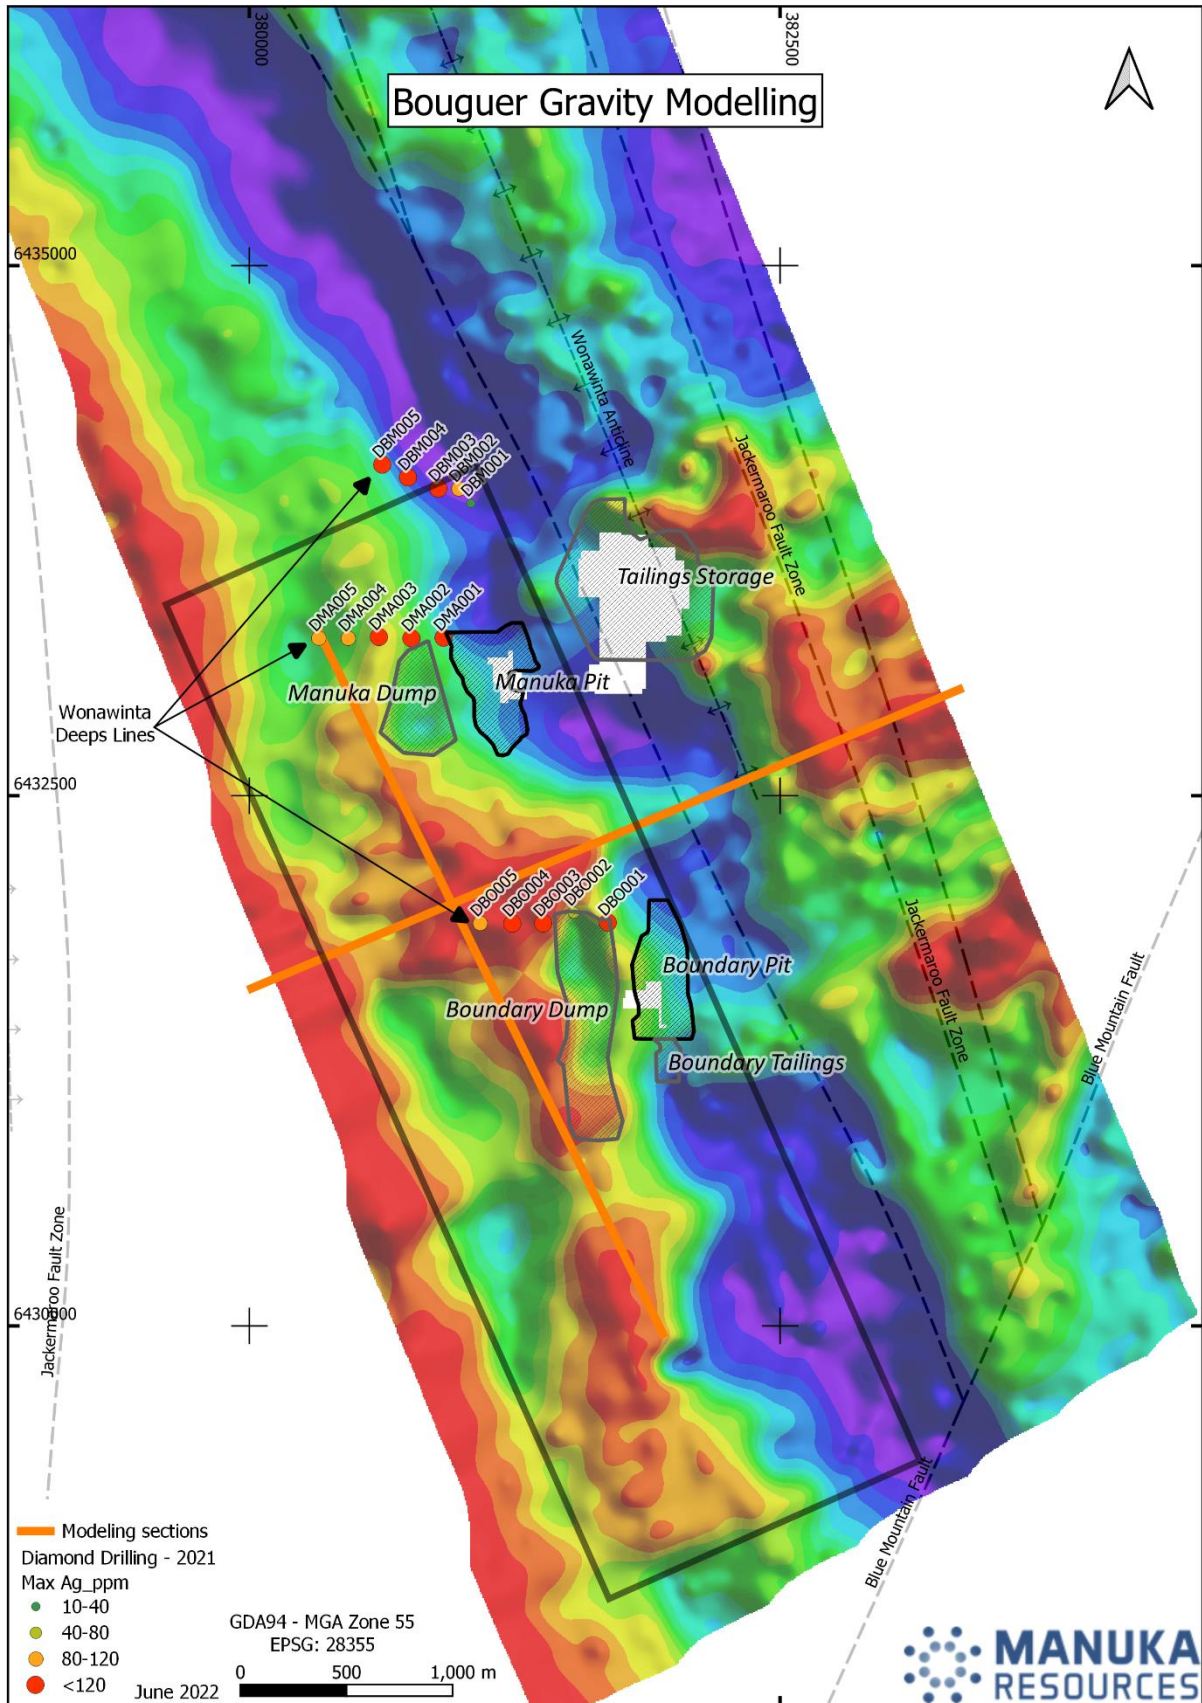 380000
382500
Bouguer Gravity Modelling
6435000
Wonawinta Anticline
DBM005
DBM004
DBM003
DBM002
DBM001
Jackermaroo Fault Zone
Tailings Storage
DMA005
DMA004
DMA003
DMA002
DMA001
Manuka Dump
Manuka Pit
Wonawinta
Deeps Lines
6432500
DBO005
DBO004
DBO003
DBO002
DBO001
Boundary Pit
Boundary Dump
Boundary Tailings
Jackermaroo Fault Zone
Blue Mountain Fault
Jackermaroo Fault Zone
6430000
Blue Mountain Fault
Modeling sections
Diamond Drilling - 2021
Max Ag_ppm
10-40
40-80
80-120
<120
GDA94 - MGA Zone 55
EPSG: 28355
0 500 1,000 m
June 2022
MANUKA
RESOURCES